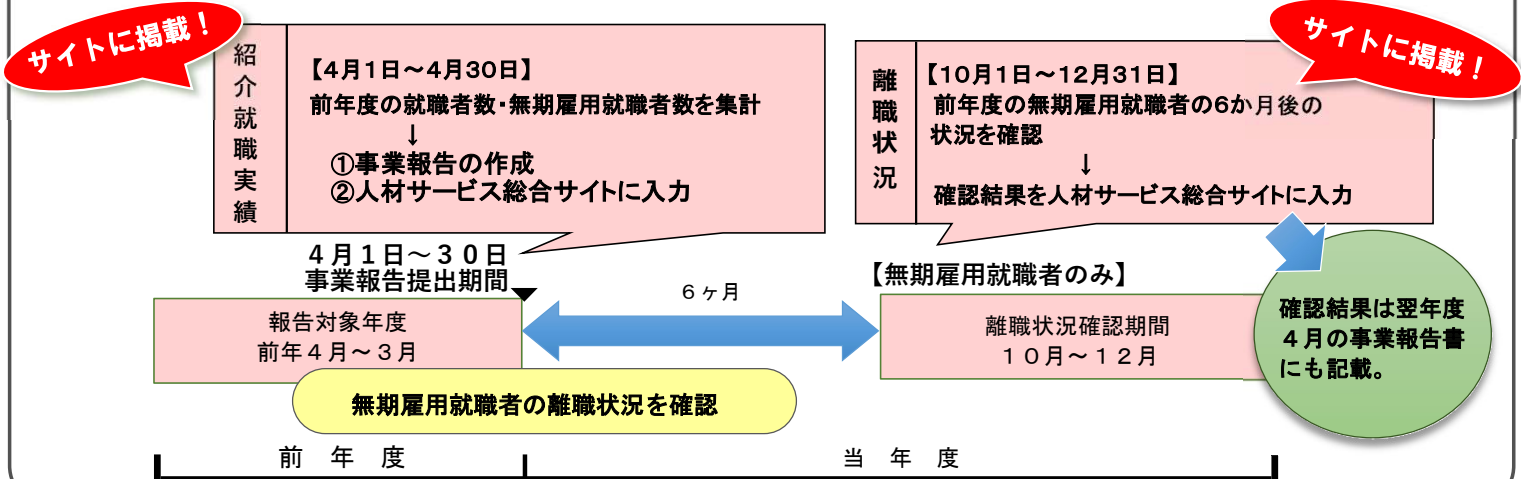 サイトに掲載！
紹介就職実績
【4月1日～4月30日】
前年度の就職者数・無期雇用就職者数を集計
↓
①事業報告の作成
②人材サービス総合サイトに入力
サイトに掲載！
離職状況
【10月1日～12月31日】
前年度の無期雇用就職者の6か月後の
状況を確認
↓
確認結果を人材サービス総合サイトに入力
４月１日～３０日
事業報告提出期間
６ヶ月
【無期雇用就職者のみ】
報告対象年度
前年４月～３月
離職状況確認期間
１０月～１２月
確認結果は翌年度
４月の事業報告書
にも記載。
無期雇用就職者の離職状況を確認
前　年　度
当　年　度